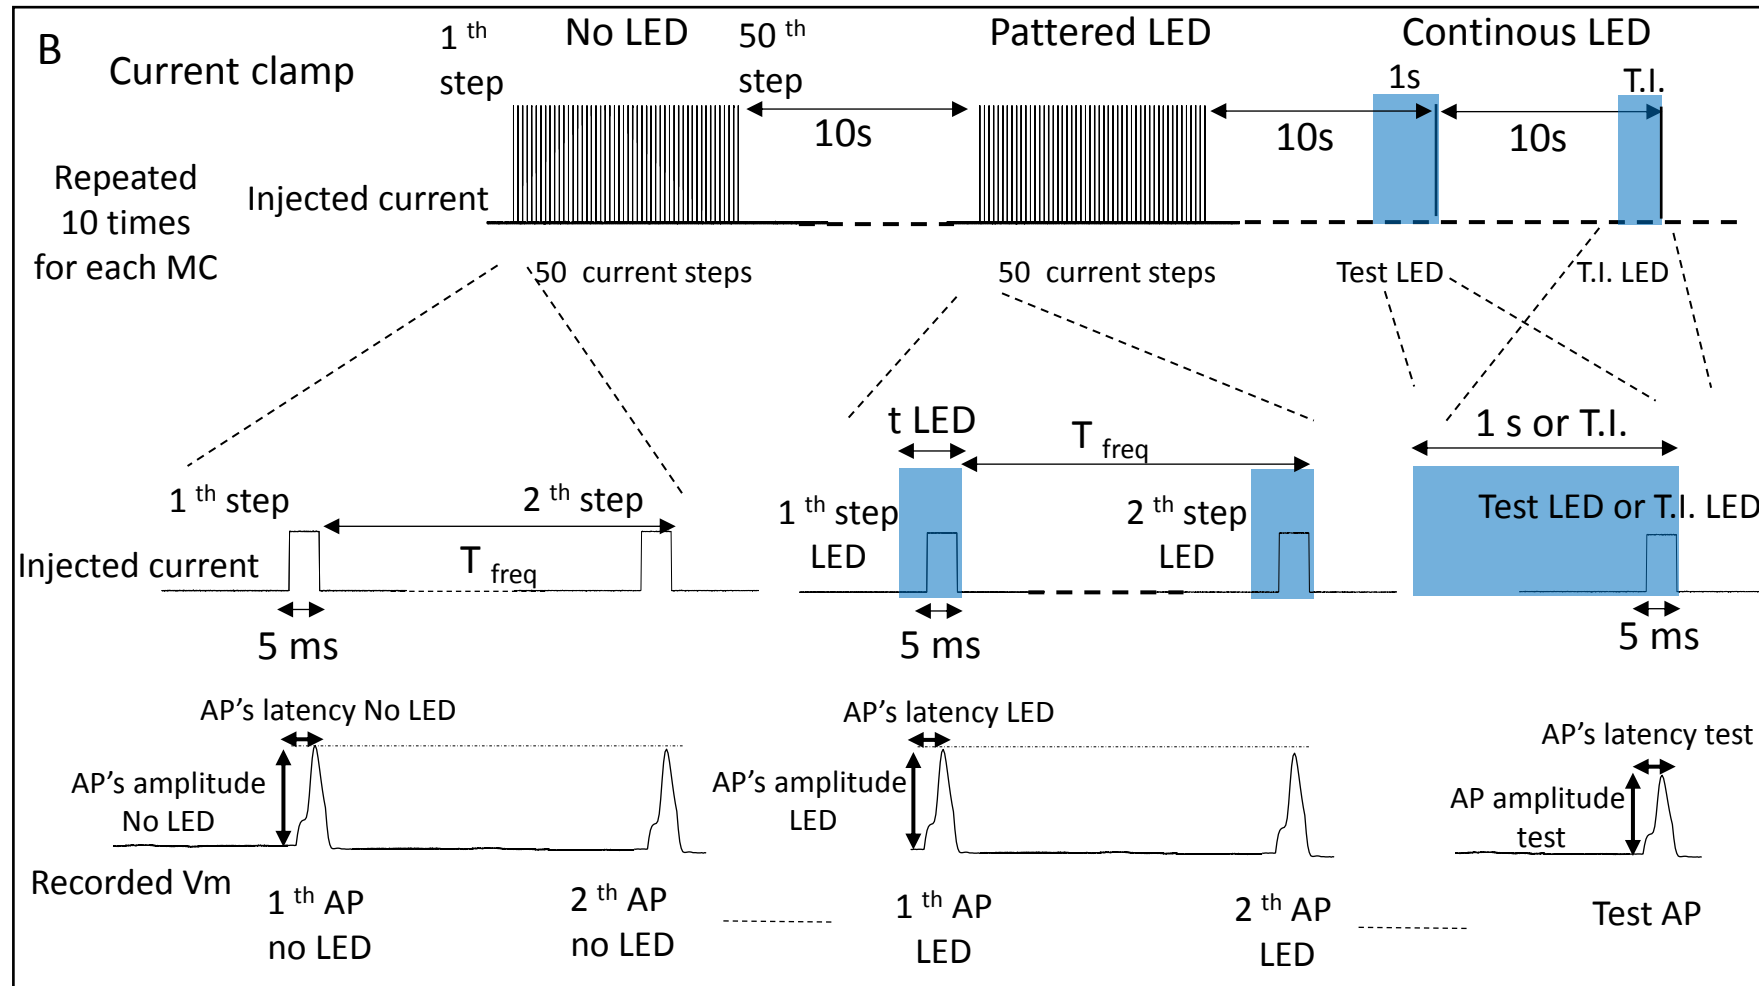 B
Current clamp
1 th
step
No LED
50 th
step
Pattered LED
Continous LED
1s
T.I.
10s
10s
10s
Repeated
10 times
for each MC
Injected current
50 current steps
50 current steps
Test LED
T.I. LED
t LED
T freq
1 s or T.I.
1 th step
2 th step
1 th step
LED
2 th step
LED
Test LED or T.I. LED
Injected current
T freq
5 ms
5 ms
5 ms
AP's latency No LED
AP's latency LED
AP's latency test
AP's amplitude
No LED
AP's amplitude
LED
AP amplitude
test
Recorded Vm
1 th AP
no LED
2 th AP
no LED
1 th AP
LED
2 th AP
LED
Test AP